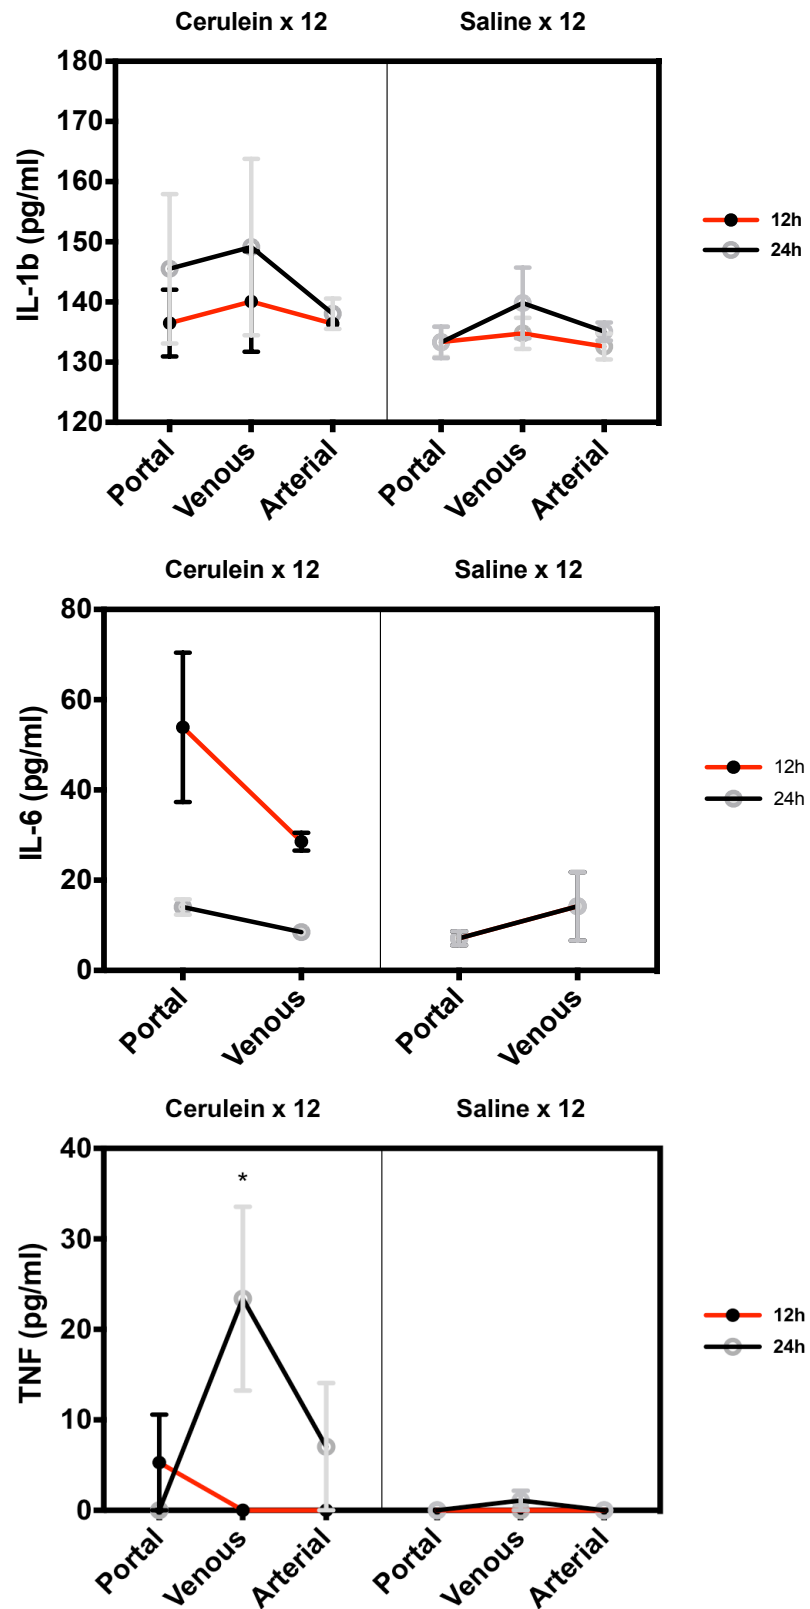 Cerulein x 12 Saline x 12
180
170
160
150
140
130
120
IL-1b (pg/ml)
Portal Venous Arterial Portal Venous Arterial
12h
24h
Cerulein x 12 Saline x 12
80
60
40
20
0
IL-6 (pg/ml)
Portal Venous Portal Venous
12h
24h
Cerulein x 12 Saline x 12
40
30
20
10
0
TNF (pg/ml)
*
Portal Venous Arterial Portal Venous Arterial
12h
24h